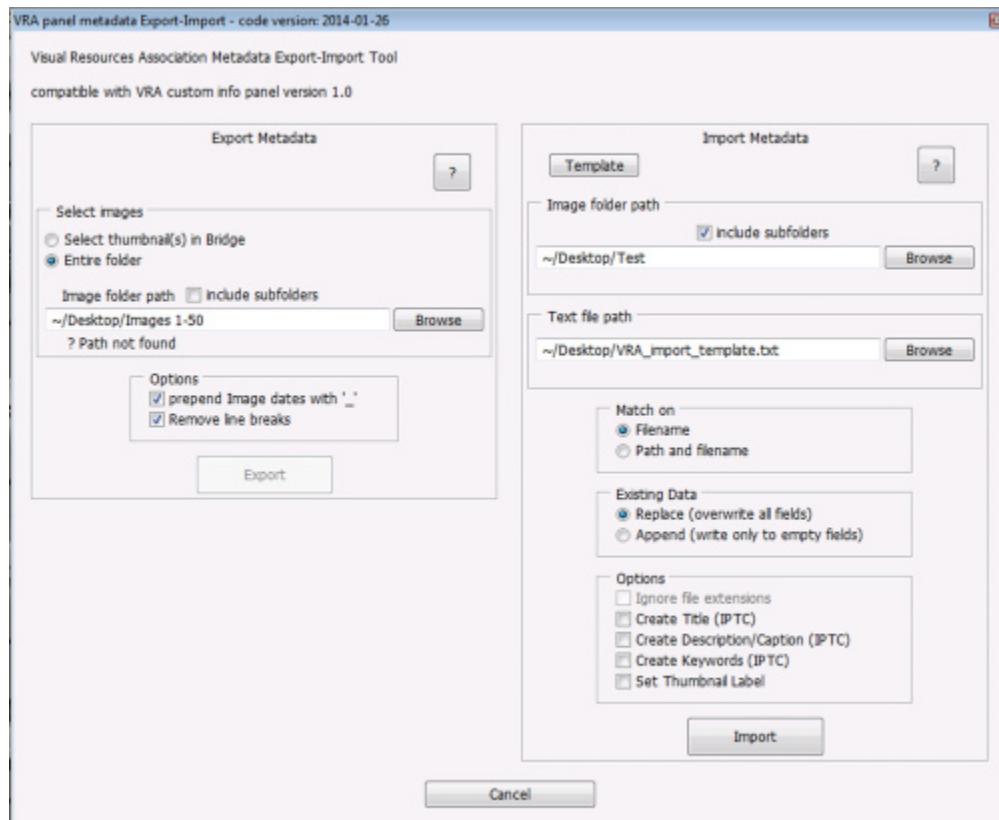 VRA panel metadata Export-Import - code version: 2014-01-26
Visual Resources Association Metadata Export-Import Tool
compatible with VRA custom info panel version 1.0
Export Metadata
?
Select images
Select thumbnail(s) in Bridge
Entire folder
Image folder path
include subfolders
~/Desktop/Images 1-50
Browse
? Path not found
Options
prepend Image dates with '_'
Remove line breaks
Export
Import Metadata
Template
?
Image folder path
include subfolders
~/Desktop/Test
Browse
Text file path
~/Desktop/VRA_import_template.txt
Browse
Match on
Filename
Path and filename
Existing Data
Replace (overwrite all fields)
Append (write only to empty fields)
Options
Ignore file extensions
Create Title (IPTC)
Create Description/Caption (IPTC)
Create Keywords (IPTC)
Set Thumbnail Label
Import
Cancel